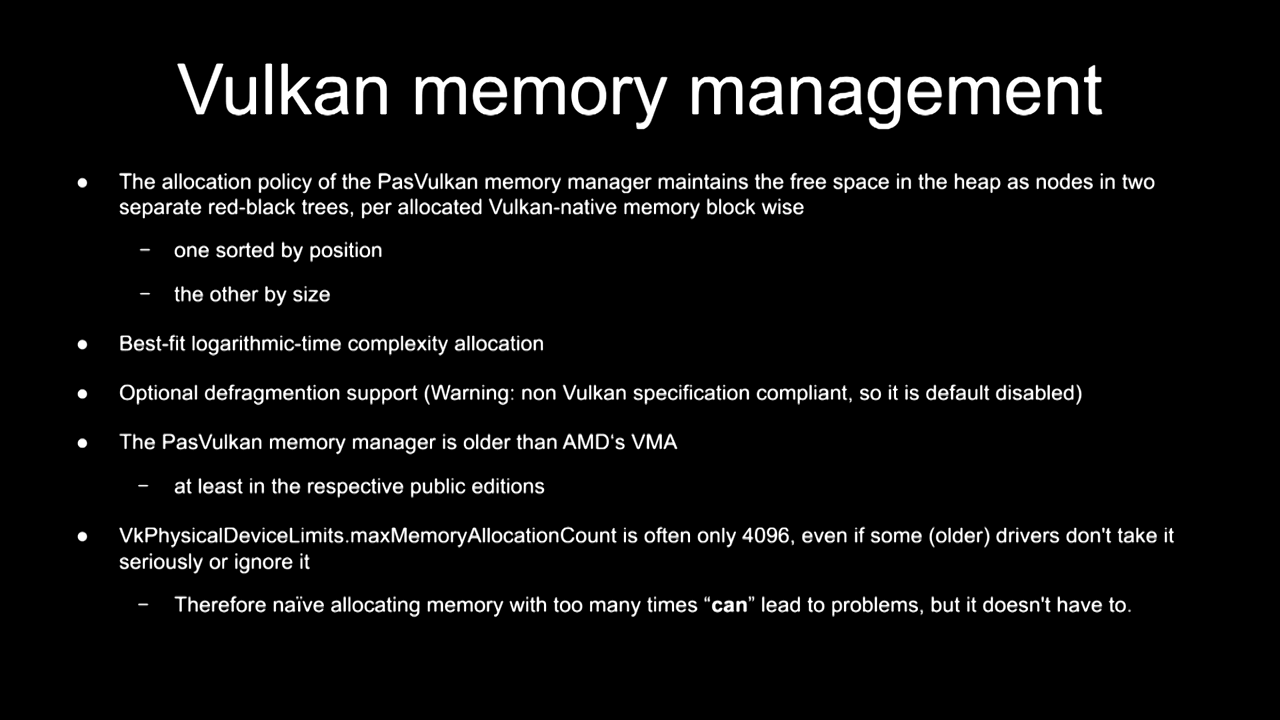 Vulkan memory management
● The allocation policy of the PasVulkan memory manager maintains the free space in the heap as nodes in two
separate red-black trees, per allocated Vulkan-native memory block wise
– one sorted by position
– the other by size
● Best-fit logarithmic-time complexity allocation
● Optional defragmention support (Warning: non Vulkan specification compliant, so it is default disabled)
● The PasVulkan memory manager is older than AMD‘s VMA
– at least in the respective public editions
● VkPhysicalDeviceLimits.maxMemoryAllocationCount is often only 4096, even if some (older) drivers don't take it
seriously or ignore it
– Therefore naïve allocating memory with too many times “can” lead to problems, but it doesn't have to.